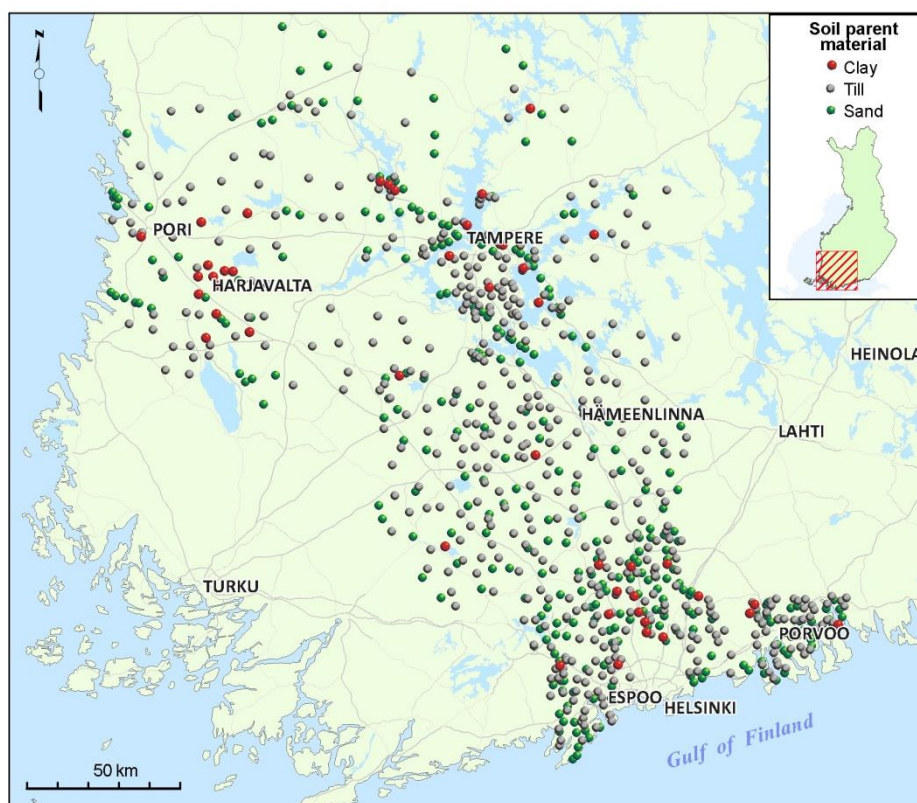 Soil parent
material
Clay
Till
Sand
N
PORI
TAMPERE
HARJAVALTA
HEINOLA
HÄMEENLINNA
LAHTI
TURKU
PORVOO
ESPOO
HELSINKI
Gulf of Finland
50 km